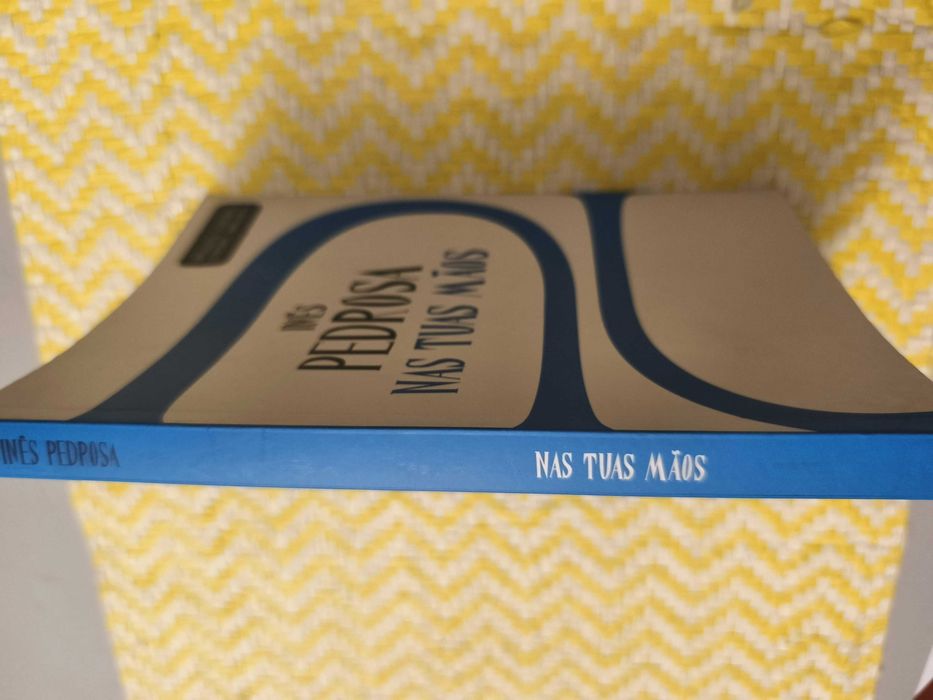 INÊS
PEDROSA
NAS TUAS MÃOS
INÊS PEDROSA
NAS TUAS MÃOS